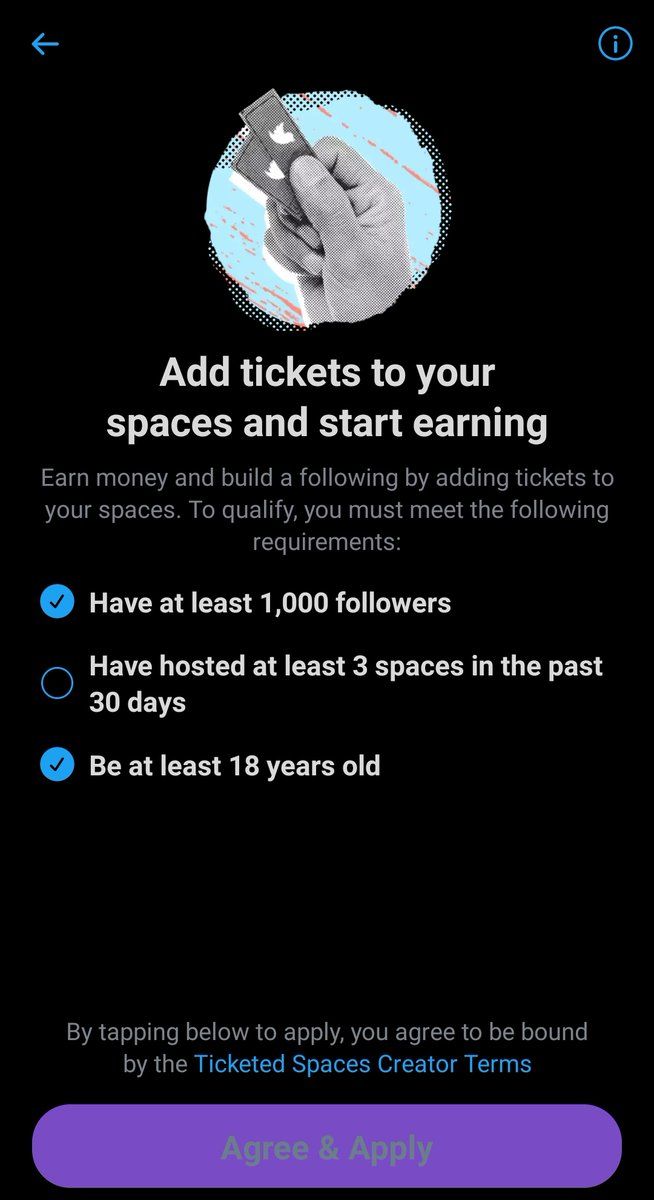 Add tickets to your
spaces and start earning
Earn money and build a following by adding tickets to
your spaces. To qualify, you must meet the following
requirements:
Have at least 1,000 followers
Have hosted at least 3 spaces in the past
30 days
Be at least 18 years old
By tapping below to apply, you agree to be bound
by the Ticketed Spaces Creator Terms
Agree & Apply